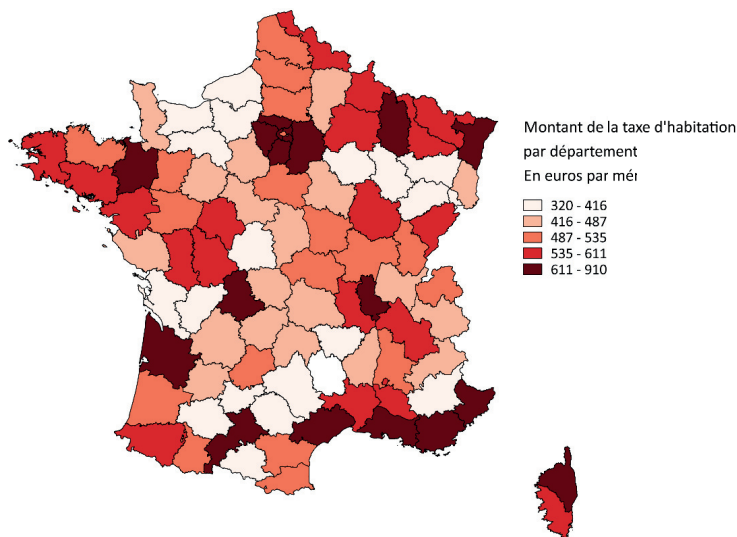 Montant de la taxe d'habitation
par département
En euros par mér
320 - 416
416 - 487
487 - 535
535 - 611
611 - 910